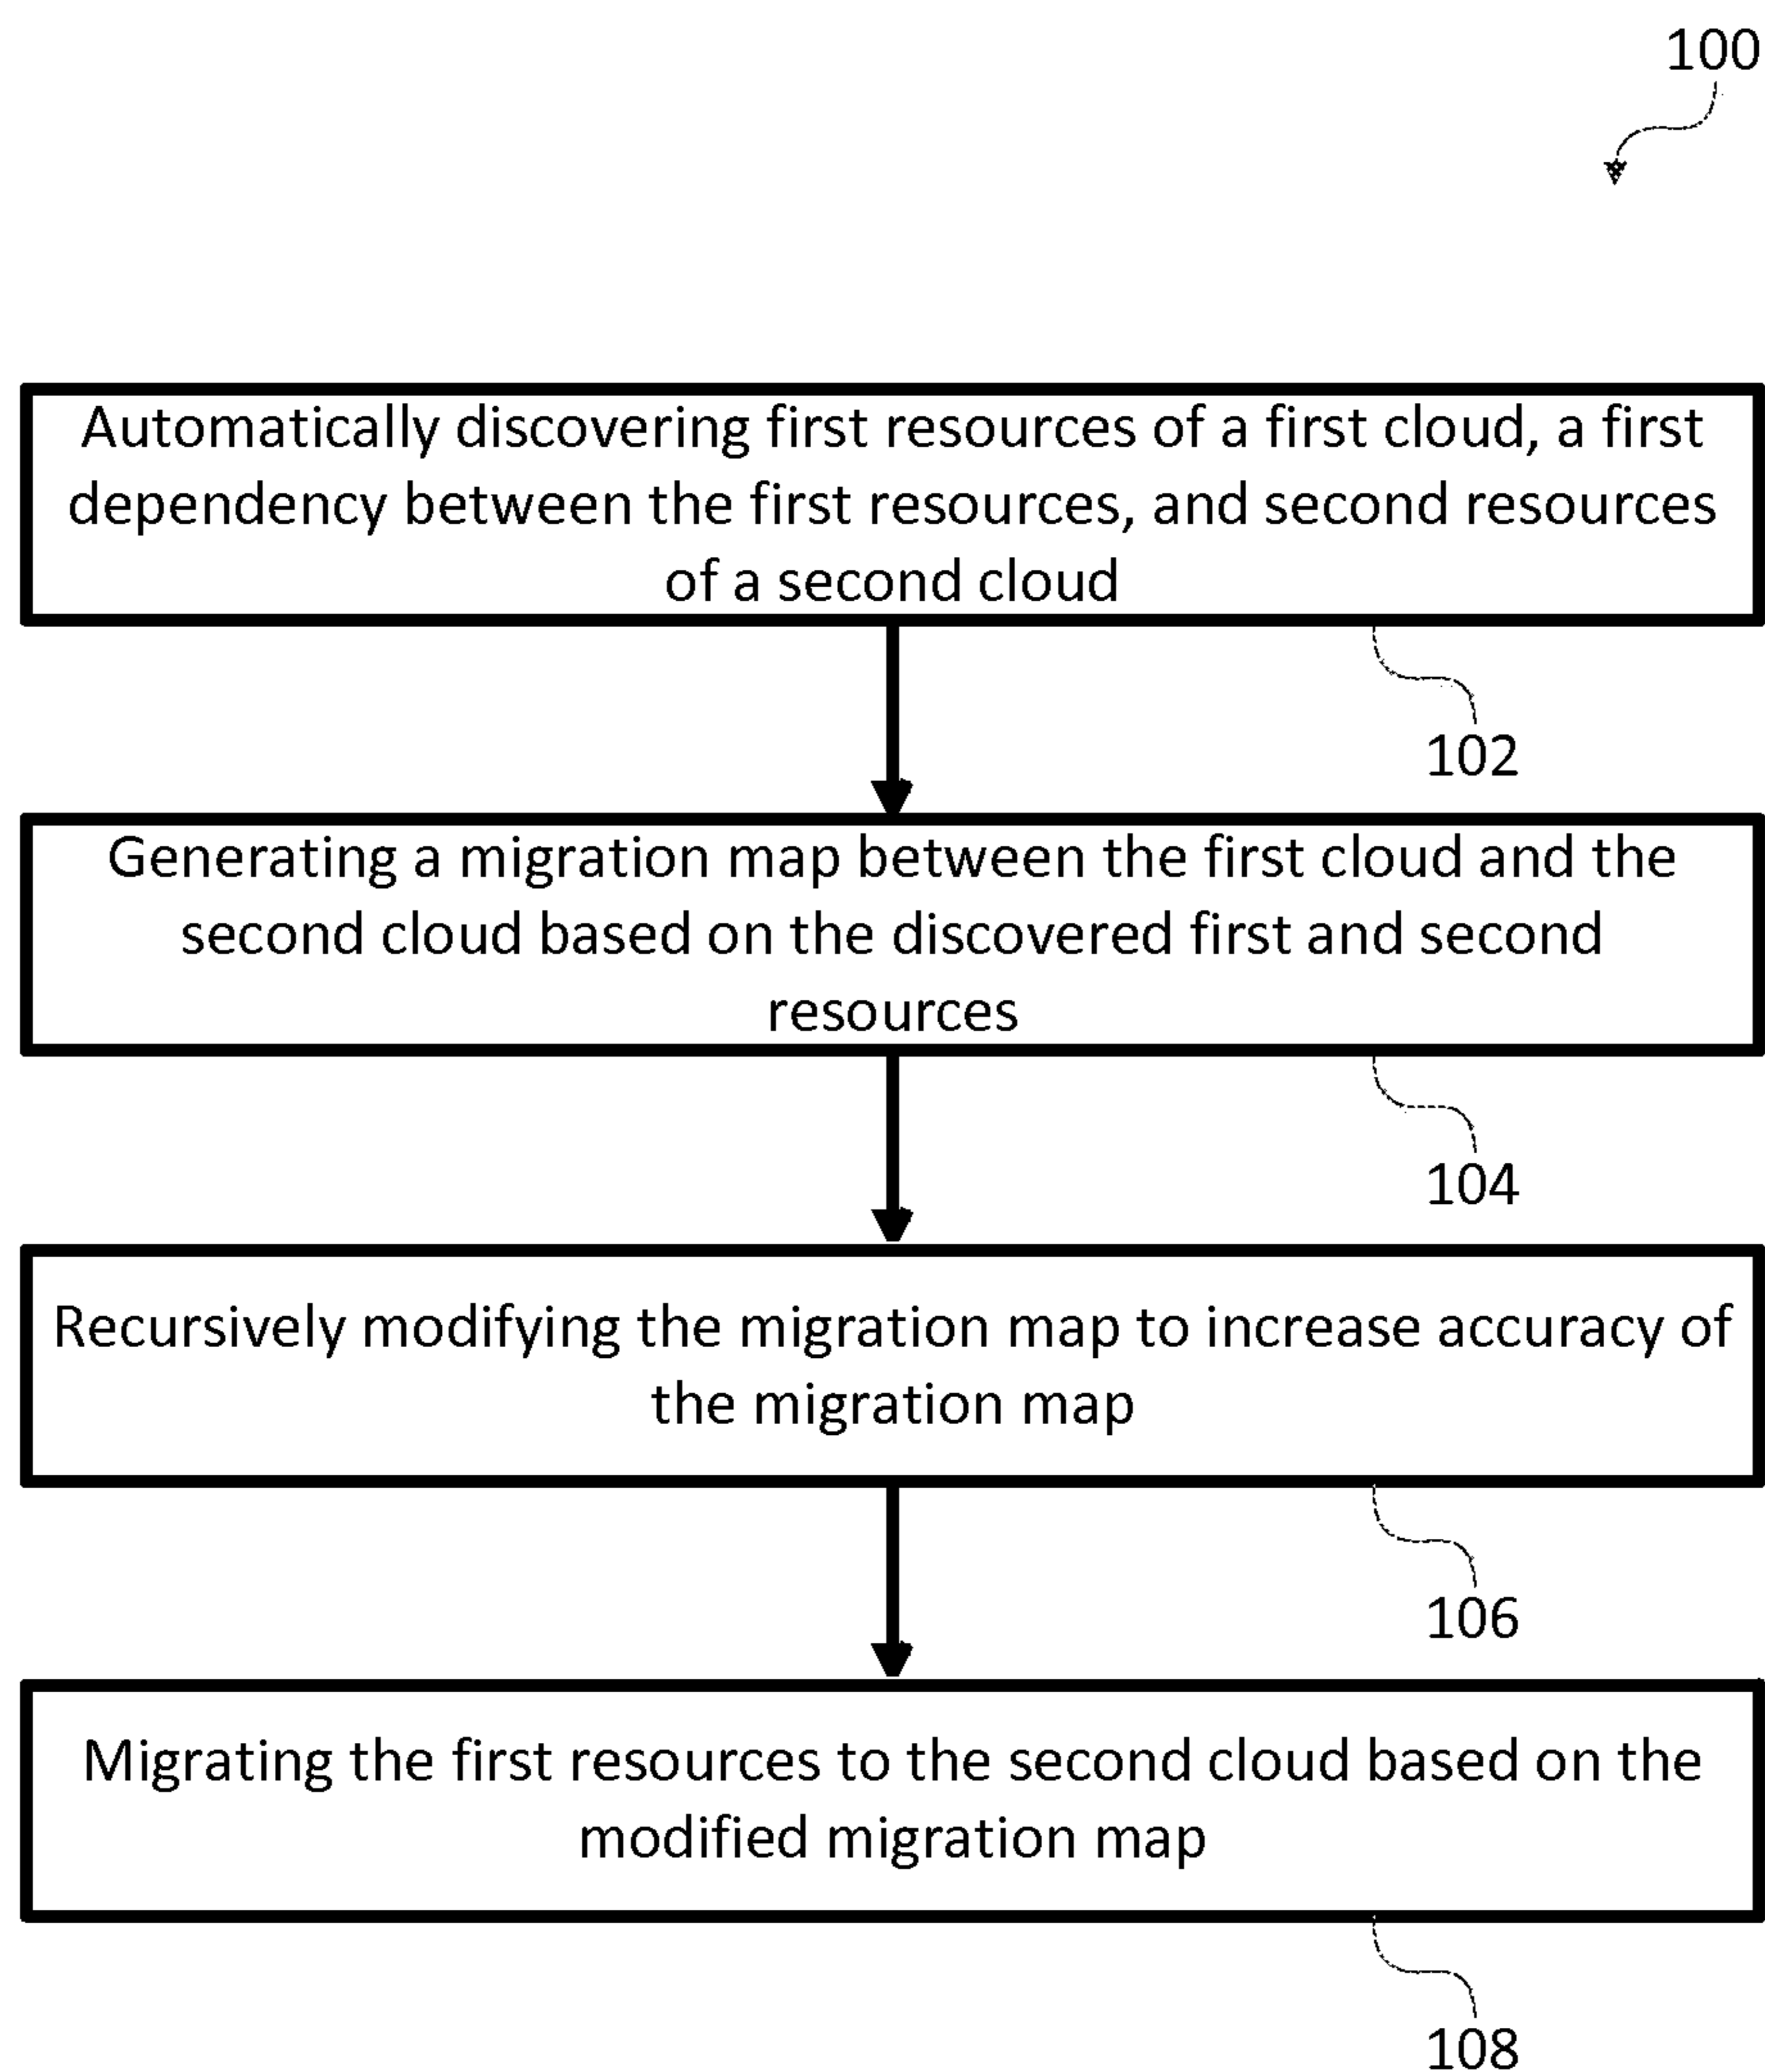 100
Automatically discovering first resources of a first cloud, a first
dependency between the first resources, and second resources
of a second cloud
102
Generating a migration map between the first cloud and the
second cloud based on the discovered first and second
resources
104
Recursively modifying the migration map to increase accuracy of
the migration map
106
Migrating the first resources to the second cloud based on the
modified migration map
108